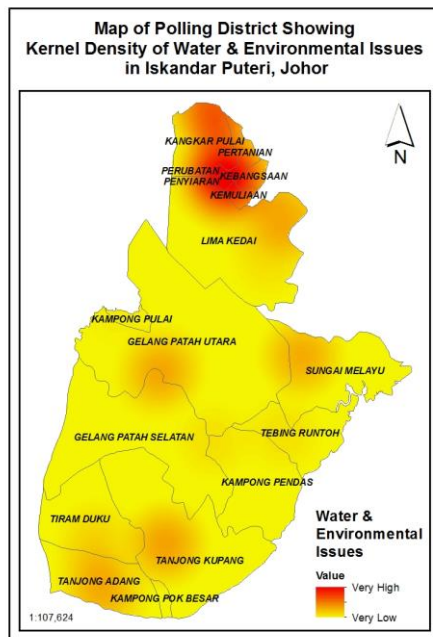 Map of Polling District Showing
Kernel Density of Water & Environmental Issues
in Iskandar Puteri, Johor
N
KANGKAR PULAI
PERTANIAN
PERUBATAN
KEBANGSAAN
PENYIARAN
KEMULIAAN
LIMA KEDAI
KAMPONG PULAI
GELANG PATAH UTARA
SUNGAI MELAYU
GELANG PATAH SELATAN
TEBING RUNTOH
KAMPONG PENDAS
TIRAM DUKU
TANJONG KUPANG
TANJONG ADANG
KAMPONG POK BESAR
Water &
Environmental
Issues
Value
Very High
Very Low
1:107,624